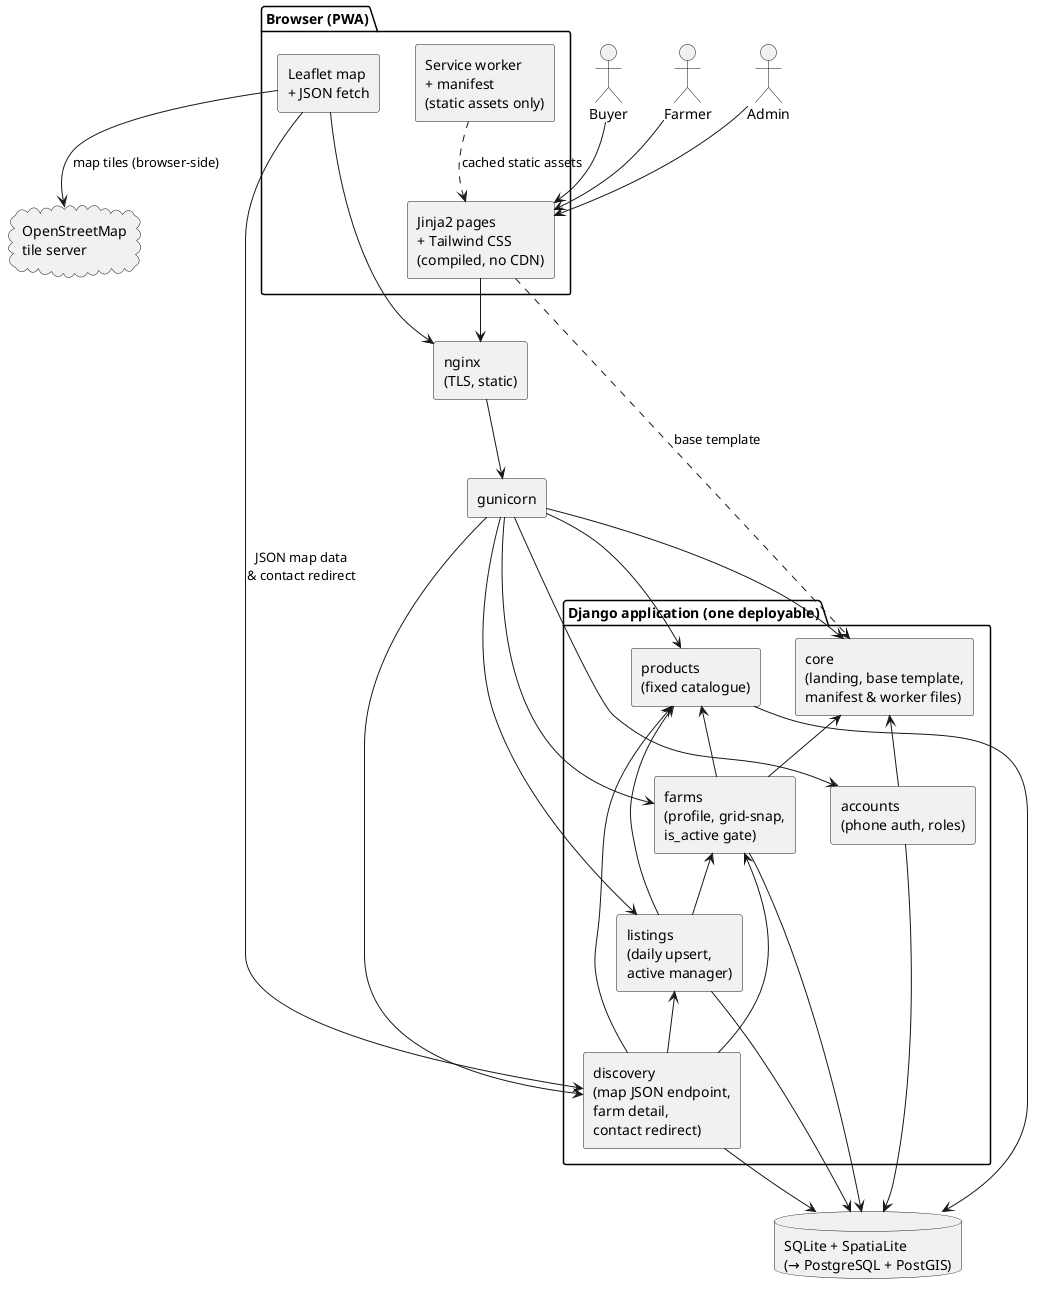 Browser (PWA)
Leaflet map
+ JSON fetch
Service worker
+ manifest
(static assets only)
Buyer
Farmer
Admin
map tiles (browser-side)
cached static assets
OpenStreetMap
tile server
Jinja2 pages
+ Tailwind CSS
(compiled, no CDN)
nginx
(TLS, static)
base template
gunicorn
JSON map data
& contact redirect
Django application (one deployable)
products
(fixed catalogue)
core
(landing, base template,
manifest & worker files)
farms
(profile, grid-snap,
is_active gate)
accounts
(phone auth, roles)
listings
(daily upsert,
active manager)
discovery
(map JSON endpoint,
farm detail,
contact redirect)
SQLite + SpatiaLite
(→ PostgreSQL + PostGIS)